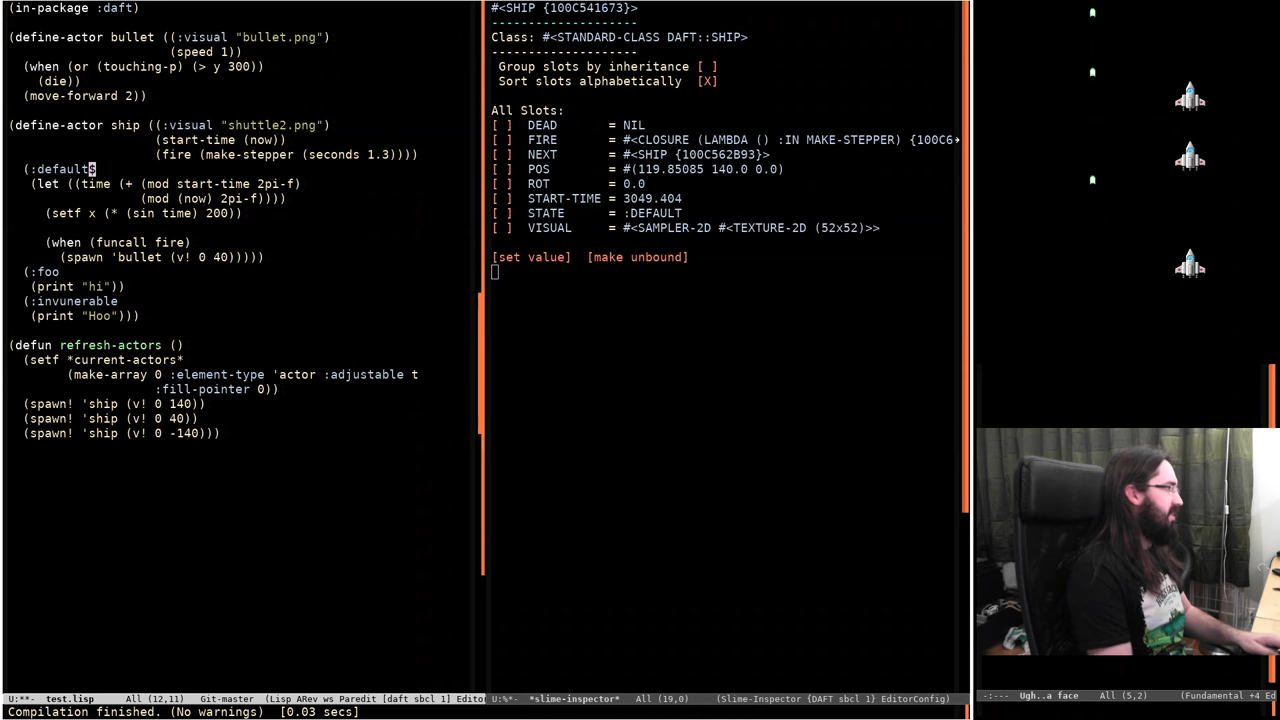 (in-package :daft)
(define-actor bullet ((:visual "bullet.png")
(speed 1))
(when (or (touching-p) (> y 300))
(die))
(move-forward 2))
(define-actor ship ((:visual "shuttle2.png")
(start-time (now))
(fire (make-stepper (seconds 1.3))))
(:default$
(let ((time (+ (mod start-time 2pi-f)
(mod (now) 2pi-f))))
(setf x (* (sin time) 200))
(when (funcall fire)
(spawn 'bullet (v! 0 40)))))
(:foo
(print "hi"))
(:invunerable
(print "Hoo")))
(defun refresh-actors ()
(setf *current-actors*
(make-array 0 :element-type 'actor :adjustable t
:fill-pointer 0))
(spawn! 'ship (v! 0 140))
(spawn! 'ship (v! 0 40))
(spawn! 'ship (v! 0 -140)))
U:**- test.lisp All (12,11) Git-master (Lisp ARev ws Paredit [daft sbcl 1] Editor
Compilation finished. (No warnings) [0.03 secs]
#<SHIP {100C541673}>
--------------------
Class: #<STANDARD-CLASS DAFT::SHIP>
--------------------
Group slots by inheritance [ ]
Sort slots alphabetically [X]
All Slots:
[ ] DEAD = NIL
[ ] FIRE = #<CLOSURE (LAMBDA () :IN MAKE-STEPPER) {100C6→
[ ] NEXT = #<SHIP {100C562B93}>
[ ] POS = #(119.85085 140.0 0.0)
[ ] ROT = 0.0
[ ] START-TIME = 3049.404
[ ] STATE = :DEFAULT
[ ] VISUAL = #<SAMPLER-2D #<TEXTURE-2D (52x52)>>
[set value] [make unbound]
U:%*- *slime-inspector* All (19,0) (Slime-Inspector {DAFT sbcl 1} EditorConfig)
-:--- Ugh..a face All (5,2) (Fundamental +4 Ed